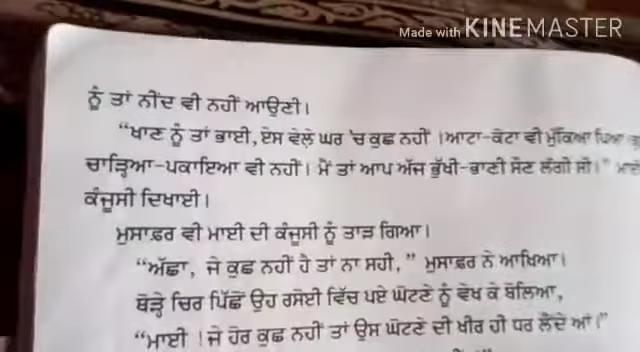 Made with KINEMASTER
ਨੂੰ ਤਾਂ ਨੀਂਦ ਵੀ ਨਹੀਂ ਆਉਣੀ।
“ਖਾਣ ਨੂੰ ਤਾਂ ਭਾਈ, ਏਸ ਵੇਲੇ ਘਰ 'ਚ ਕੁਛ ਨਹੀਂ ।ਆਟਾ-ਕੋਟਾ ਵੀ ਮੁੱਕਿਆ ਪਿਆ
ਚਾੜ੍ਹਿਆ-ਪਕਾਇਆ ਵੀ ਨਹੀਂ। ਮੈਂ ਤਾਂ ਆਪ ਅੱਜ ਭੁੱਖੀ-ਭਾਣੀ ਸੌਣ ਲੱਗੀ ਸੀ।”
ਕੰਜੂਸੀ ਦਿਖਾਈ।
ਮੁਸਾਫ਼ਰ ਵੀ ਮਾਈ ਦੀ ਕੰਜੂਸੀ ਨੂੰ ਤਾੜ ਗਿਆ।
“ਅੱਛਾ, ਜੇ ਕੁਛ ਨਹੀਂ ਹੈ ਤਾਂ ਨਾ ਸਹੀ,” ਮੁਸਾਫ਼ਰ ਨੇ ਆਖਿਆ।
ਥੋੜ੍ਹੇ ਚਿਰ ਪਿੱਛੋਂ ਉਹ ਰਸੋਈ ਵਿੱਚ ਪਏ ਘੋਟਣੇ ਨੂੰ ਵੇਖ ਕੇ ਬੋਲਿਆ,
“ਮਾਈ ! ਜੇ ਹੋਰ ਕੁਛ ਨਹੀਂ ਤਾਂ ਉਸ ਘੋਟਣੇ ਦੀ ਖੀਰ ਹੀ ਧਰ ਲੈਂਦੇ ਆਂ।”